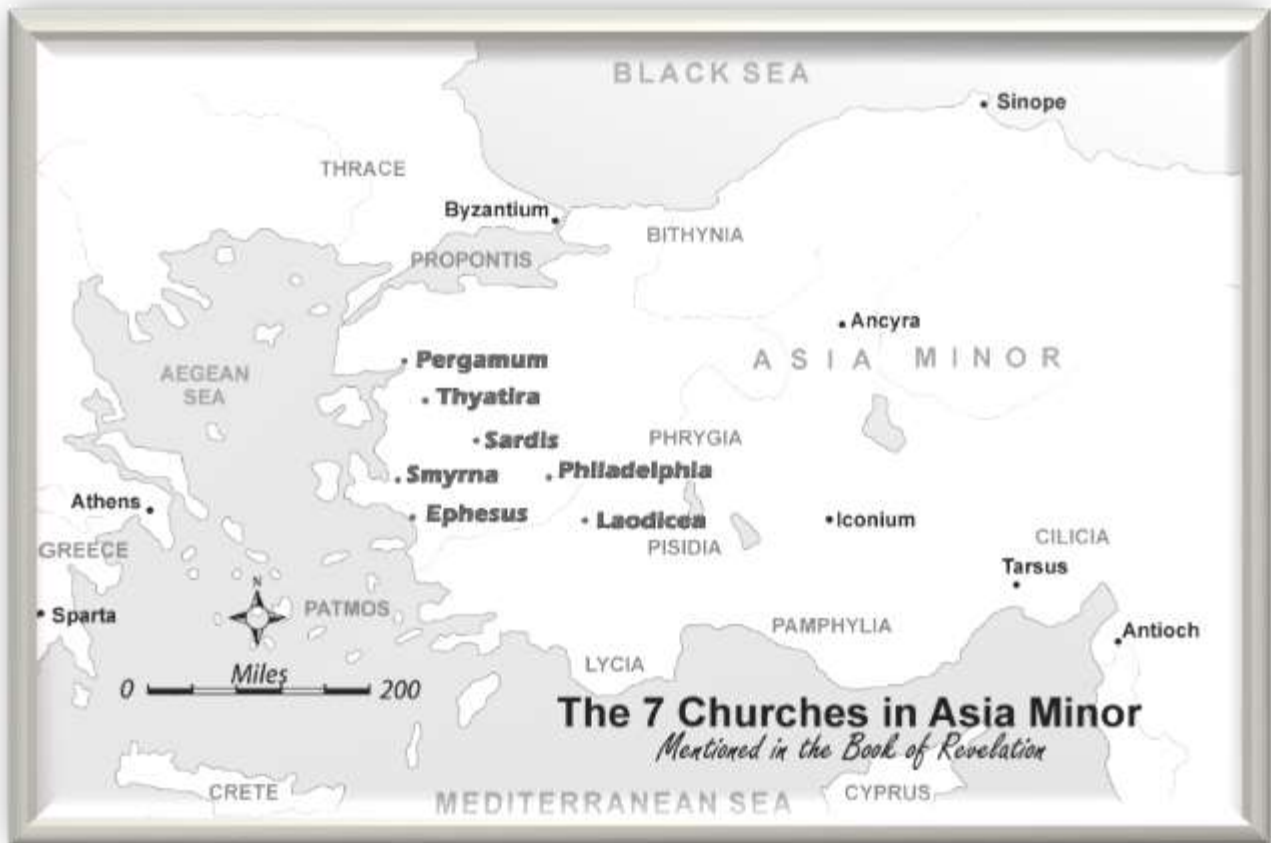 BLACK SEA
Sinope
THRACE
Byzantium
BITHYNIA
PROPONTIS
Ancyra
ASIA MINOR
Pergamum
AEGEAN
SEA
Thyatira
Sardis
PHRYGIA
Smyrna
Philadelphia
Athens
Ephesus
Laodicea
Iconium
PISIDIA
GREECE
CILICIA
Tarsus
N
PATMOS
Sparta
PAMPHYLIA
Antioch
LYCIA
Miles
0 200
The 7 Churches in Asia Minor
Mentioned in the Book of Revelation
CRETE
MEDITERRANEAN SEA
CYPRUS